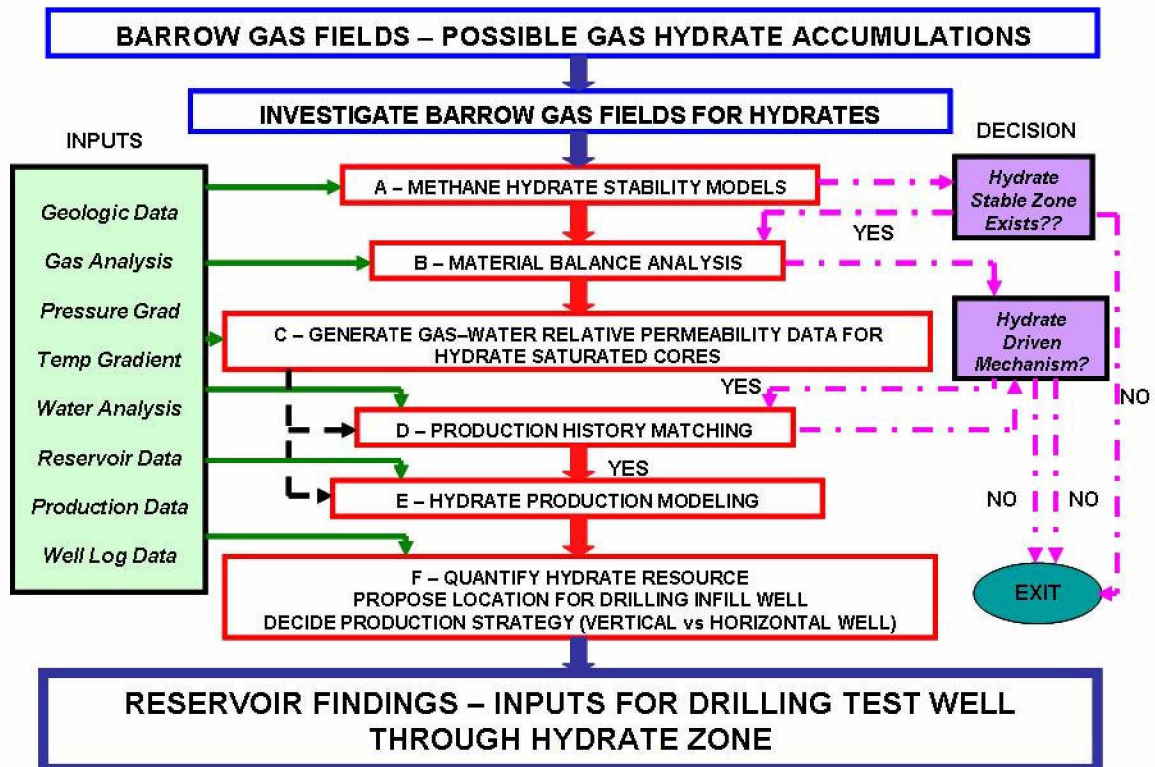 BARROW GAS FIELDS – POSSIBLE GAS HYDRATE ACCUMULATIONS
INVESTIGATE BARROW GAS FIELDS FOR HYDRATES
INPUTS
DECISION
Geologic Data
Gas Analysis
Pressure Grad
Temp Gradient
Water Analysis
Reservoir Data
Production Data
Well Log Data
A – METHANE HYDRATE STABILITY MODELS
Hydrate
Stable Zone
Exists??
YES
B – MATERIAL BALANCE ANALYSIS
C – GENERATE GAS–WATER RELATIVE PERMEABILITY DATA FOR
HYDRATE SATURATED CORES
Hydrate
Driven
Mechanism?
YES
NO
D – PRODUCTION HISTORY MATCHING
YES
E – HYDRATE PRODUCTION MODELING
NO
NO
F – QUANTIFY HYDRATE RESOURCE
PROPOSE LOCATION FOR DRILLING INFILL WELL
DECIDE PRODUCTION STRATEGY (VERTICAL vs HORIZONTAL WELL)
EXIT
RESERVOIR FINDINGS – INPUTS FOR DRILLING TEST WELL
THROUGH HYDRATE ZONE